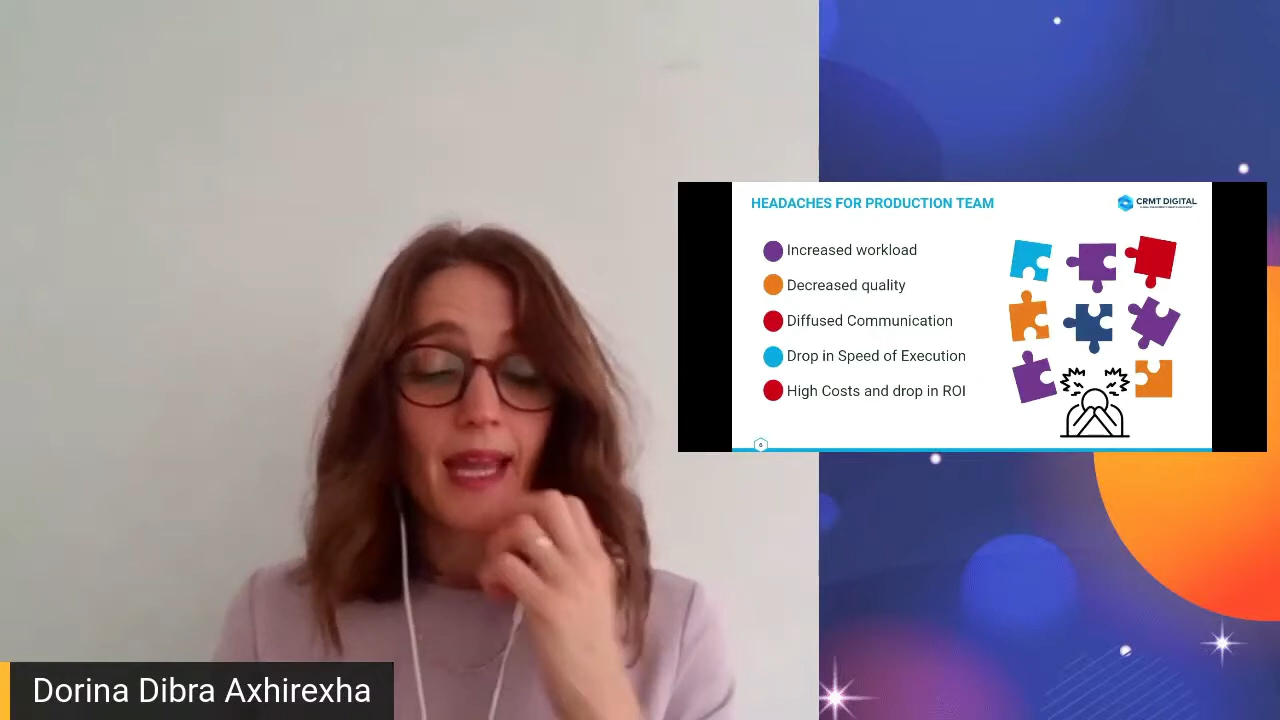 HEADACHES FOR PRODUCTION TEAM
CRMT DIGITAL
Increased workload
Decreased quality
Diffused Communication
Drop in Speed of Execution
High Costs and drop in ROI
6
Dorina Dibra Axhirexha